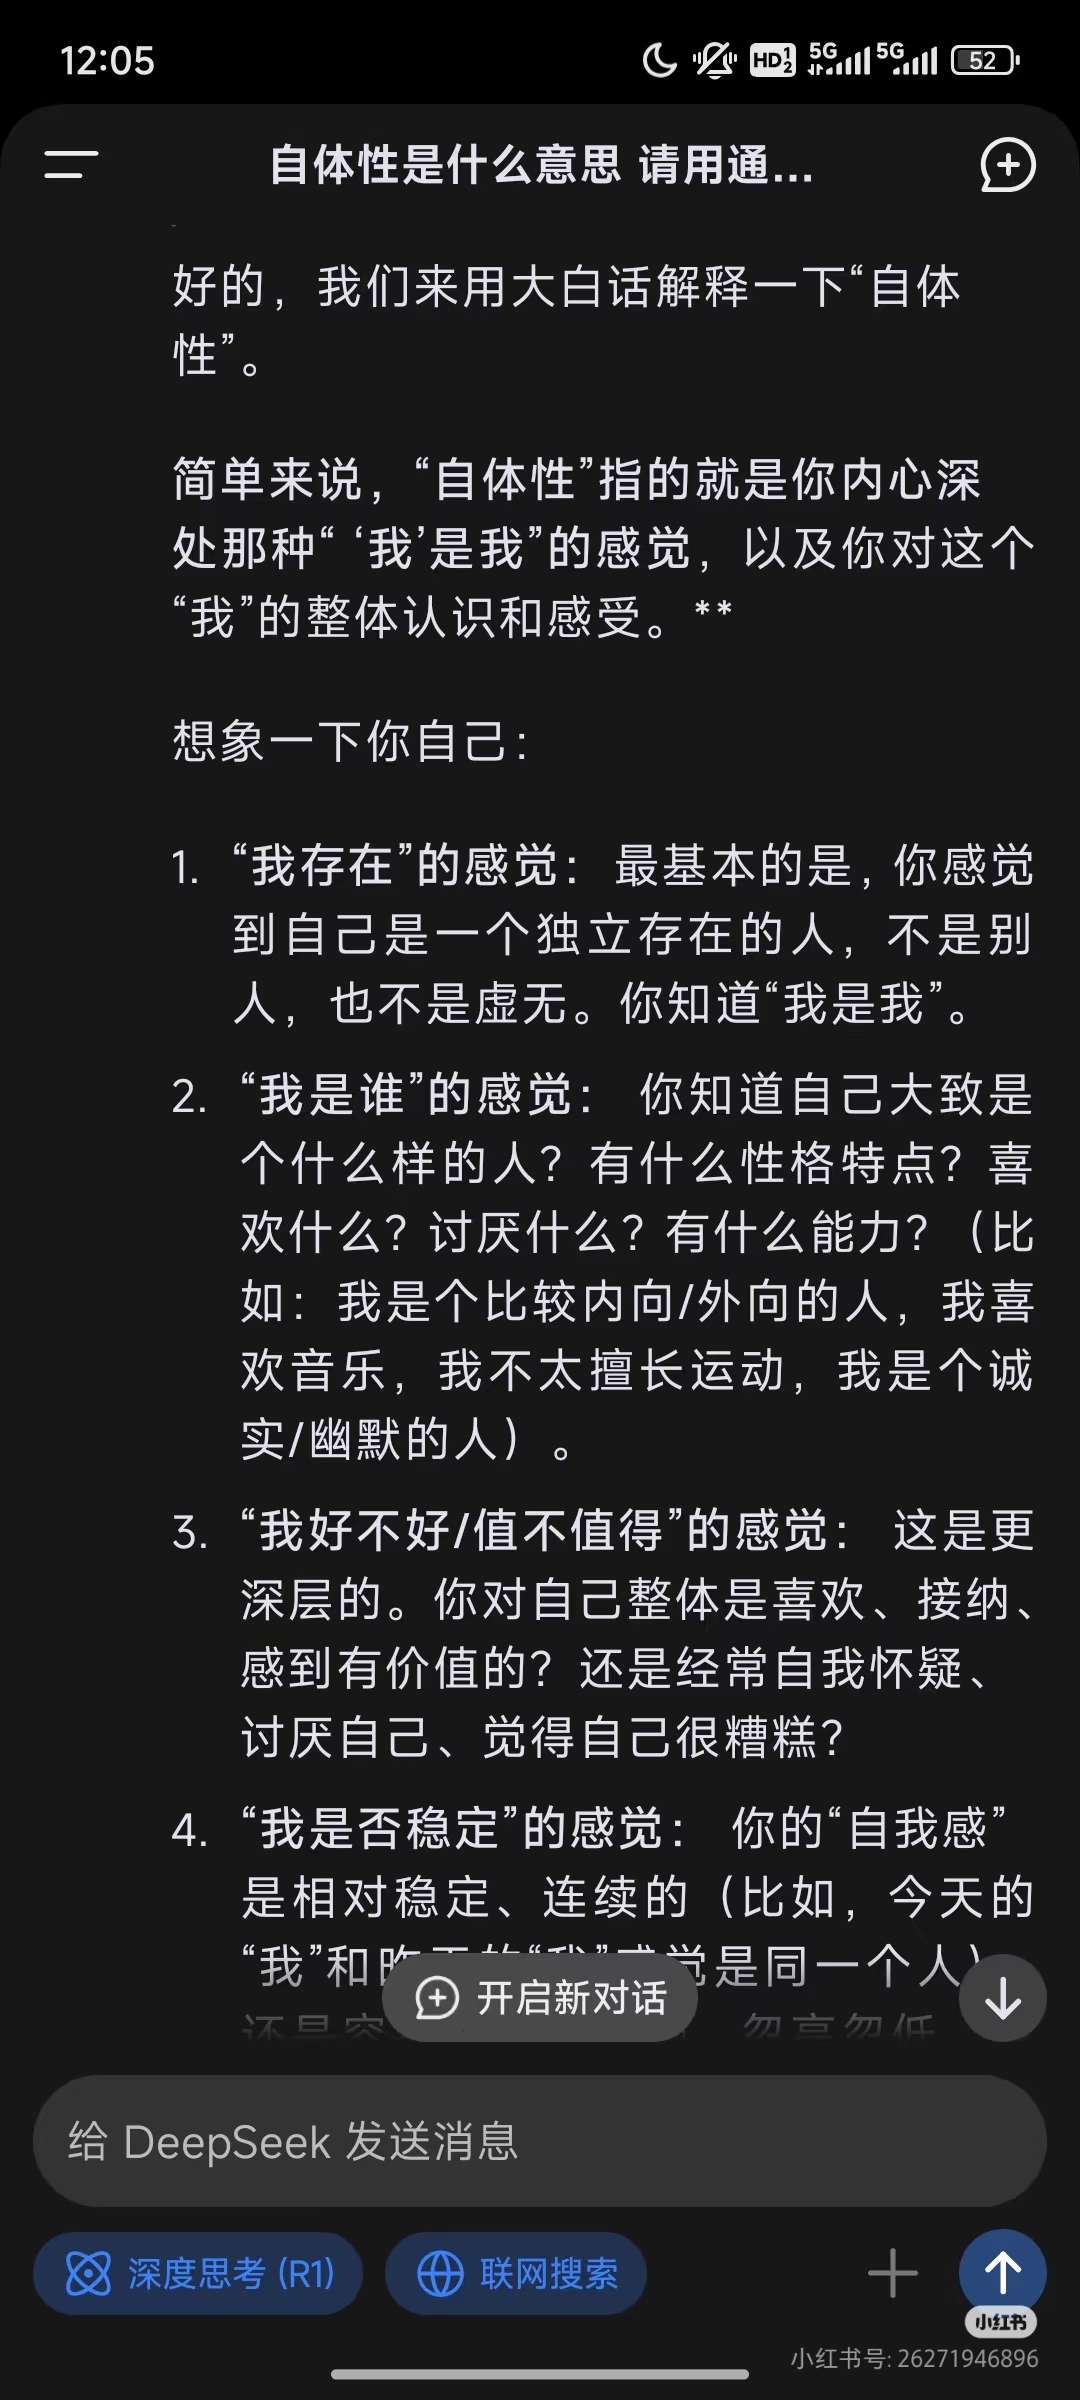 12:05
HD 1 2 5G 5G 52
自体性是什么意思 请用通...
好的，我们来用大白话解释一下“自体
性”。
简单来说，“自体性”指的就是你内心深
处那种“ ‘我’是我”的感觉，以及你对这个
“我”的整体认识和感受。**
想象一下你自己：
1. “我存在”的感觉： 最基本的是，你感觉
到自己是一个独立存在的人，不是别
人，也不是虚无。你知道“我是我”。
2. “我是谁”的感觉： 你知道自己大致是
个什么样的人？有什么性格特点？喜
欢什么？讨厌什么？有什么能力？（比
如：我是个比较内向/外向的人，我喜
欢音乐，我不太擅长运动，我是个诚
实/幽默的人）。
3. “我好不好/值不值得”的感觉： 这是更
深层的。你对自己整体是喜欢、接纳、
感到有价值的？还是经常自我怀疑、
讨厌自己、觉得自己很糟糕？
4. “我是否稳定”的感觉： 你的“自我感”
是相对稳定、连续的（比如，今天的
“我”和昨天的“我”感觉是同一个人）
还是容 忽高忽低
开启新对话
给 DeepSeek 发送消息
深度思考 (R1) 联网搜索
小红书
小红书号: 26271946896